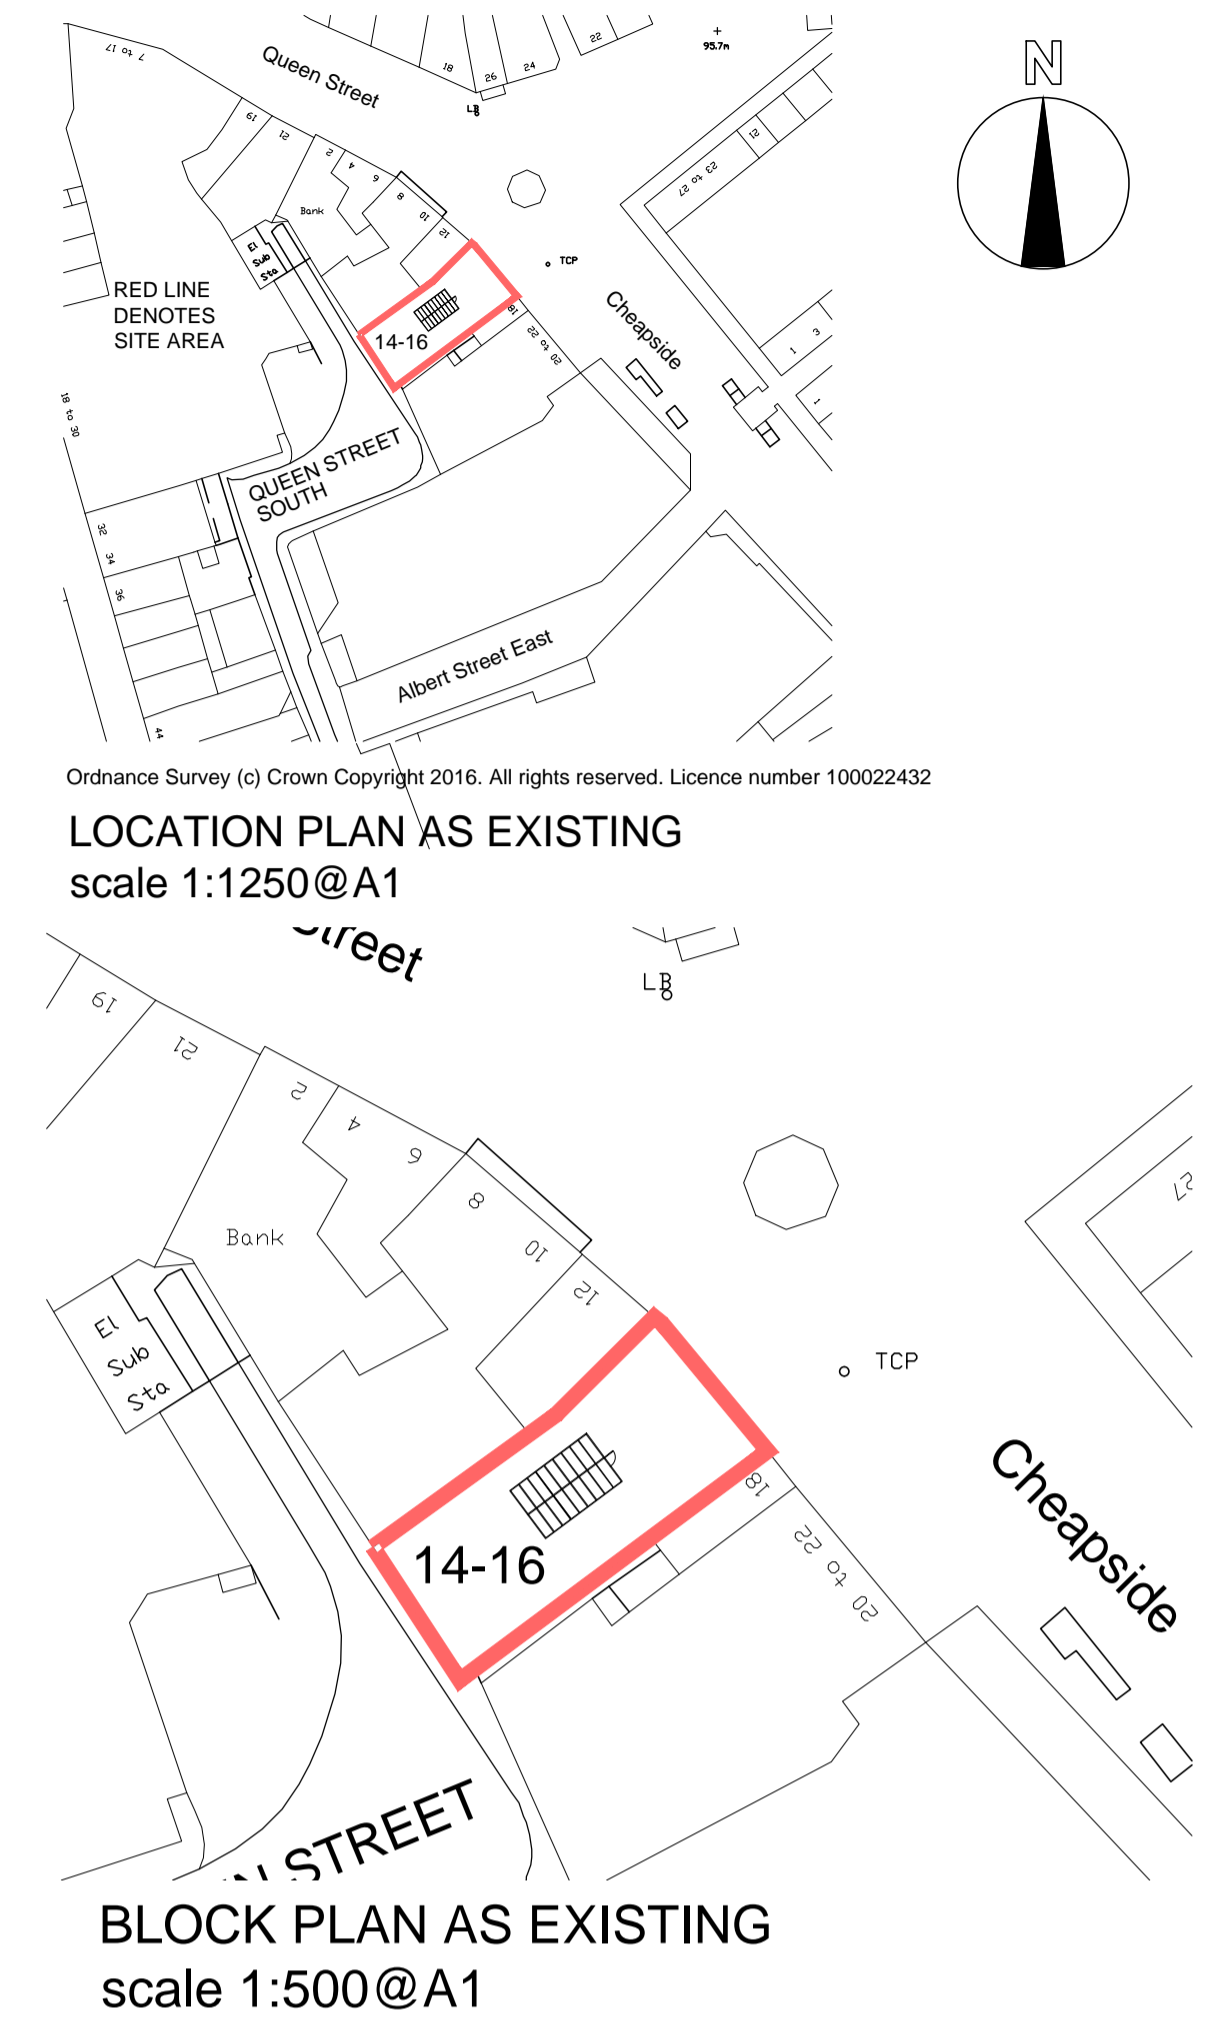 7 to 17
Queen Street
18
26
24
22
95.7m
N
LB
19
21
2
4
6
8
10
12
Bank
El
Sub
Sta
TCP
21
23 to 27
RED LINE
DENOTES
SITE AREA
14-16
18
20 to 22
Cheapside
1
3
1
18 to 30
QUEEN STREET
SOUTH
32
34
36
44
Albert Street East
Ordnance Survey (c) Crown Copyright 2016. All rights reserved. Licence number 100022432
LOCATION PLAN AS EXISTING
scale 1:1250@A1
Street
LB
19
21
2
4
6
8
10
12
Bank
El
Sub
Sta
27
TCP
14-16
18
20 to 22
Cheapside
N STREET
BLOCK PLAN AS EXISTING
scale 1:500@A1